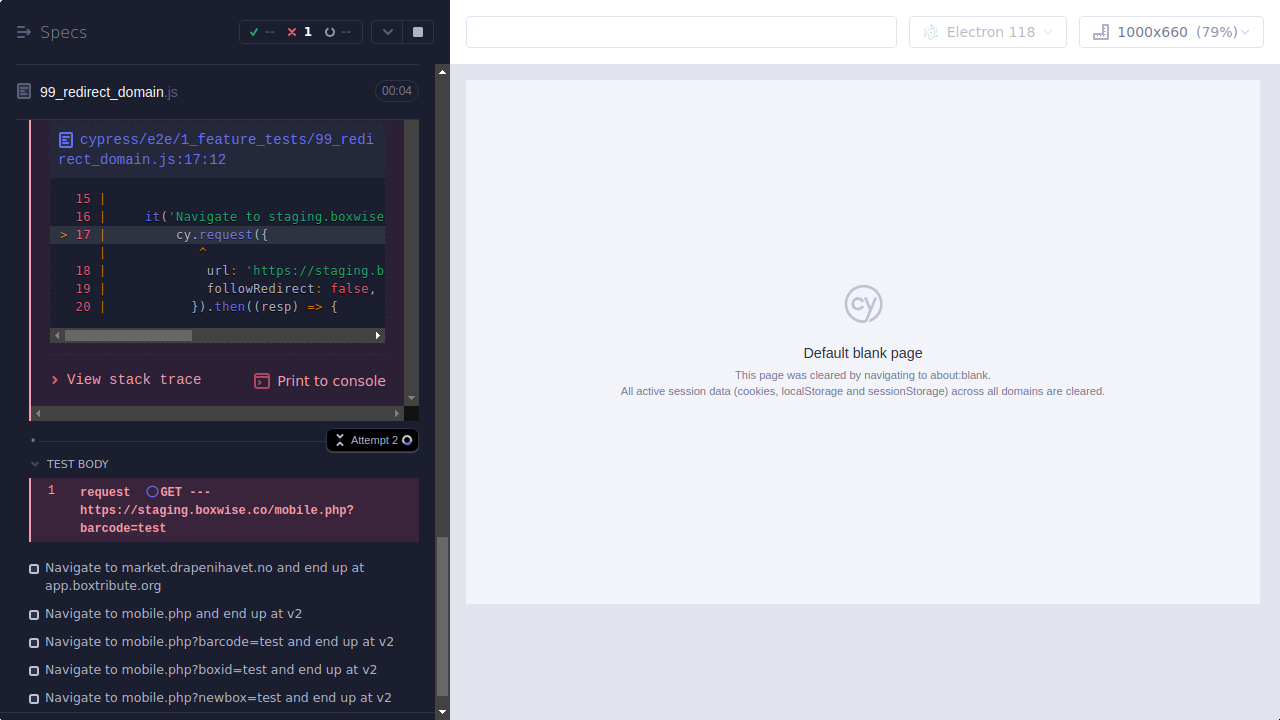 Specs
--
1
--
Electron 118
1000x660 (79%)
99_redirect_domain.js
00:04
cypress/e2e/1_feature_tests/99_redi
rect_domain.js:17:12
15 |
16 | it('Navigate to staging.boxwise
> 17 | cy.request({
| ^
18 | url: 'https://staging.b
19 | followRedirect: false,
20 | }).then((resp) => {
View stack trace
Print to console
Attempt 2
TEST BODY
1 request GET ---
https://staging.boxwise.co/mobile.php?
barcode=test
Navigate to market.drapenihavet.no and end up at
app.boxtribute.org
Navigate to mobile.php and end up at v2
Navigate to mobile.php?barcode=test and end up at v2
Navigate to mobile.php?boxid=test and end up at v2
Navigate to mobile.php?newbox=test and end up at v2
cy
Default blank page
This page was cleared by navigating to about:blank.
All active session data (cookies, localStorage and sessionStorage) across all domains are cleared.